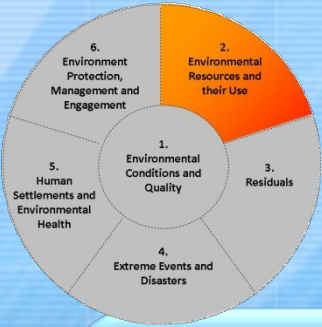 1.
Environmental
Conditions and
Quality
2.
Environmental
Resources and
their Use
3.
Residuals
4.
Extreme Events and
Disasters
5.
Human
Settlements and
Environmental
Health
6.
Environment
Protection,
Management and
Engagement